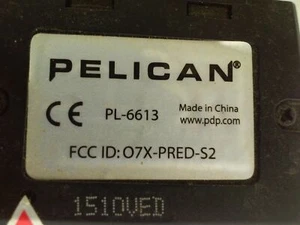 PELICAN®
CE PL-6613 Made in China
www.pdp.com
FCC ID: O7X-PRED-S2
1510VED